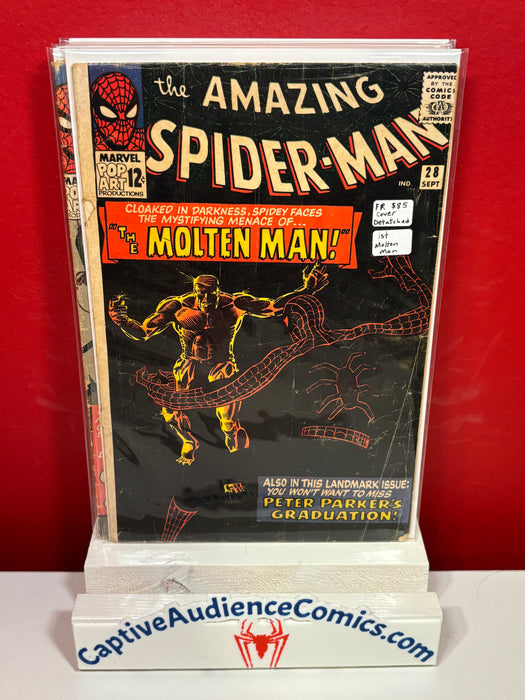 the AMAZING
SPIDER-MAN
APPROVED
BY THE
COMICS
CODE
CA
AUTHORITY
MARVEL
POP
ART
PRODUCTIONS
12¢
IND.
28
SEPT
FR $85
Cover
Detatched
1st
Molten
Man
CLOAKED IN DARKNESS, SPIDEY FACES
THE MYSTIFYING MENACE OF...
"THE MOLTEN MAN!"
ALSO IN THIS LANDMARK ISSUE:
YOU WON'T WANT TO MISS
PETER PARKER'S
GRADUATION!
CaptiveAudienceComics.com